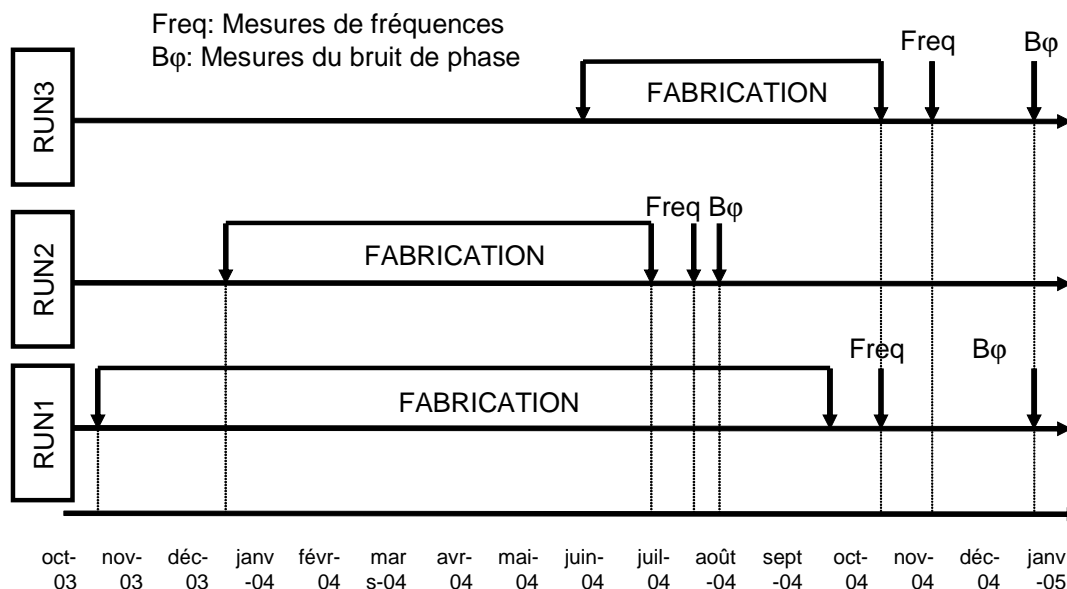 Freq: Mesures de fréquences
Bφ: Mesures du bruit de phase
Freq Bφ
RUN3
FABRICATION
Freq Bφ
RUN2
FABRICATION
Freq Bφ
RUN1
FABRICATION
oct- nov- déc- janv févr- mar avr- mai- juin- juil- août sept oct- nov- déc- janv
03 03 03 -04 04 s-04 04 04 04 04 -04 -04 04 04 04 -05